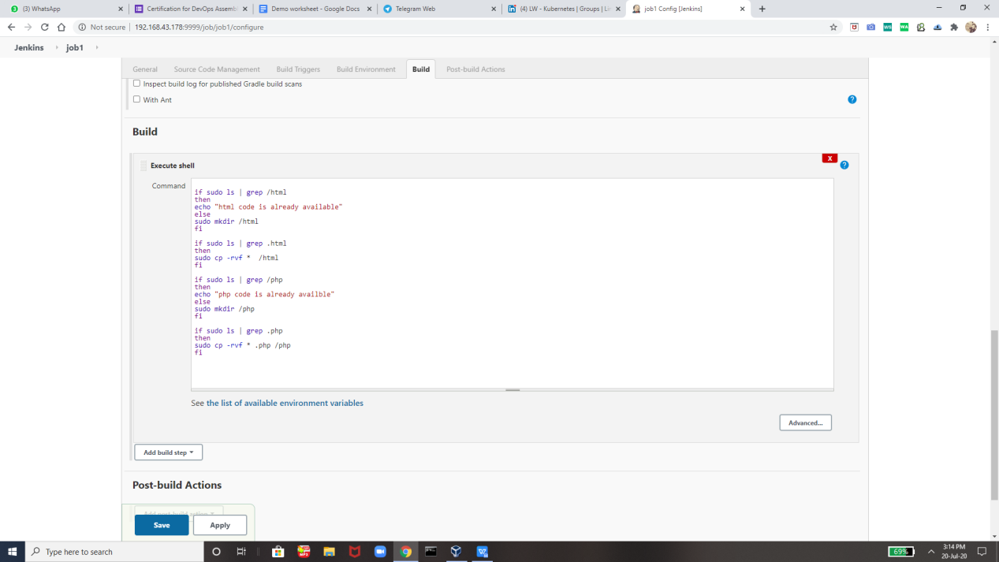 (3) WhatsApp
Certification for DevOps Assembl
Demo worksheet - Google Docs
Telegram Web
(4) LW - Kubernetes | Groups | Li
job1 Config [Jenkins]
Not secure | 192.168.43.178:9999/job/job1/configure
Jenkins
job1
General
Source Code Management
Build Triggers
Build Environment
Build
Post-build Actions
Inspect build log for published Gradle build scans
With Ant
Build
Execute shell
X
Command
if sudo ls | grep /html
then
echo "html code is already available"
else
sudo mkdir /html
fi
if sudo ls | grep .html
then
sudo cp -rvf *  /html
fi
if sudo ls | grep /php
then
echo "php code is already availble"
else
sudo mkdir /php
fi
if sudo ls | grep .php
then
sudo cp -rvf * .php /php
fi
See the list of available environment variables
Advanced...
Add build step
Post-build Actions
Add post-build action
Save
Apply
Type here to search
69%
3:14 PM
20-Jul-20